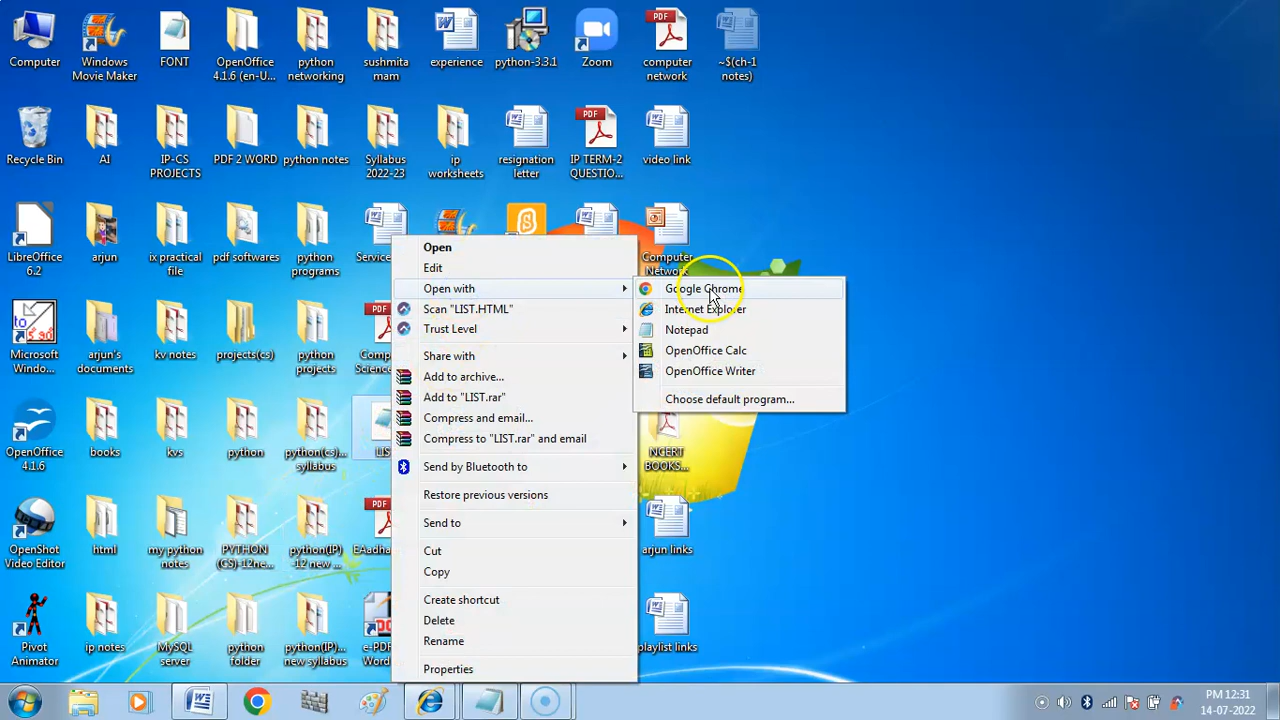 Computer
Windows
Movie Maker
FONT
OpenOffice
4.1.6 (en-U...
python
networking
sushmita
mam
experience
python-3.3.1
Zoom
computer
network
~$(ch-1
notes)
Recycle Bin
AI
IP-CS
PROJECTS
PDF 2 WORD
python notes
Syllabus
2022-23
ip
worksheets
resignation
letter
IP TERM-2
QUESTIO...
video link
LibreOffice
6.2
arjun
ix practical
file
pdf softwares
python
programs
Service
Computer
Network
Microsoft
Windo...
arjun's
documents
kv notes
projects(cs)
python
projects
Comp
Science
OpenOffice
4.1.6
books
kvs
python
python(cs)...
syllabus
LIS
NCERT
BOOKS...
OpenShot
Video Editor
html
my python
notes
PYTHON
(CS)-12ne...
python(IP)
-12 new ...
EAadha
arjun links
Pivot
Animator
ip notes
MySQL
server
python
folder
python(IP)...
new syllabus
e-PDF
Word
playlist links
Open
Edit
Open with
Scan "LIST.HTML"
Trust Level
Share with
Add to archive...
Add to "LIST.rar"
Compress and email...
Compress to "LIST.rar" and email
Send by Bluetooth to
Restore previous versions
Send to
Cut
Copy
Create shortcut
Delete
Rename
Properties
Google Chrome
Internet Explorer
Notepad
OpenOffice Calc
OpenOffice Writer
Choose default program...
PM 12:31
14-07-2022